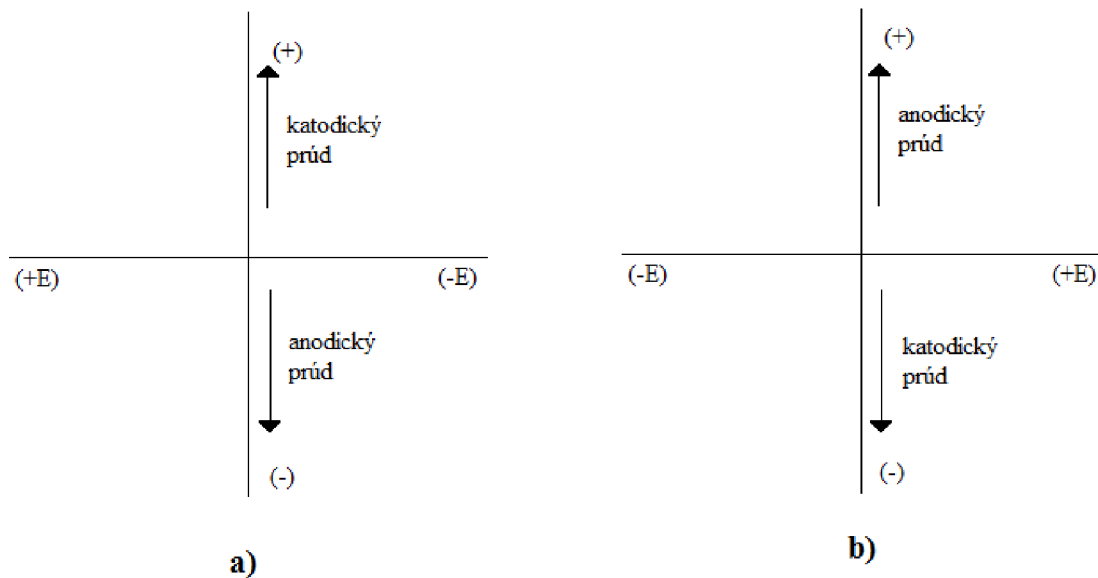 (+)
katodický
prúd
(+E)
(-E)
anodický
prúd
(-)
a)
(+)
anodický
prúd
(-E)
(+E)
katodický
prúd
(-)
b)